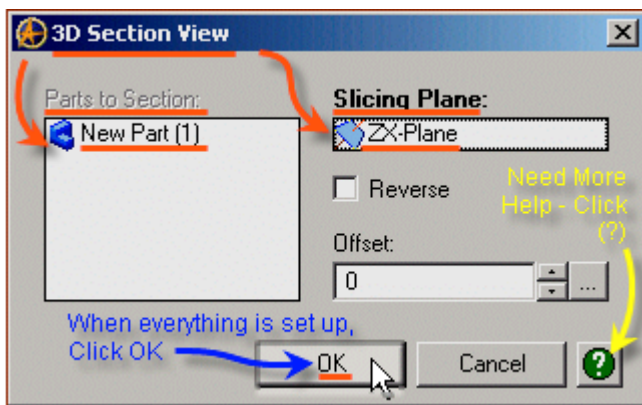 3D Section View
Parts to Section:
New Part (1)
Slicing Plane:
ZX-Plane
Reverse
Need More
Help - Click
(?)
Offset:
0
...
When everything is set up,
Click OK
OK
Cancel
?